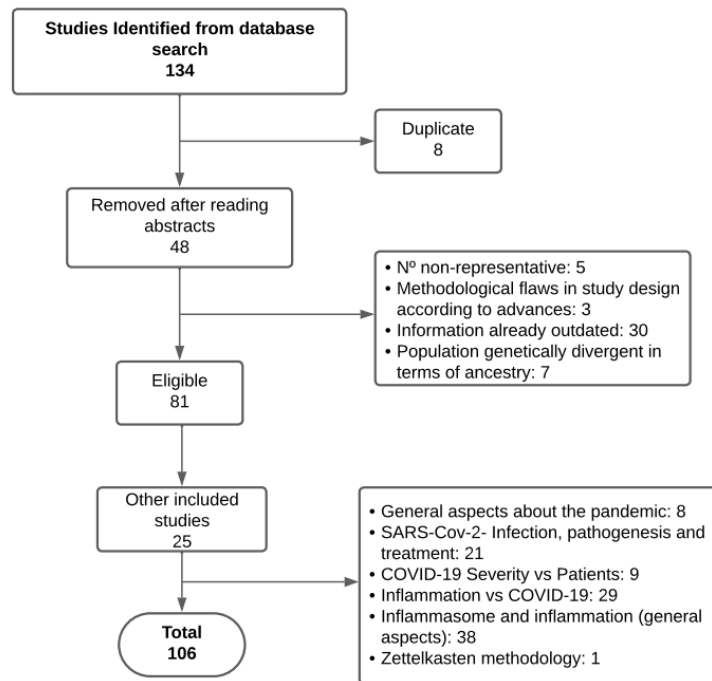 Studies Identified from database
search
134
Duplicate
8
Removed after reading
abstracts
48
• Nº non-representative: 5
• Methodological flaws in study design
according to advances: 3
• Information already outdated: 30
• Population genetically divergent in
terms of ancestry: 7
Eligible
81
Other included
studies
25
• General aspects about the pandemic: 8
• SARS-Cov-2- Infection, pathogenesis and
treatment: 21
• COVID-19 Severity vs Patients: 9
• Inflammation vs COVID-19: 29
• Inflammasome and inflammation (general
aspects): 38
• Zettelkasten methodology: 1
Total
106